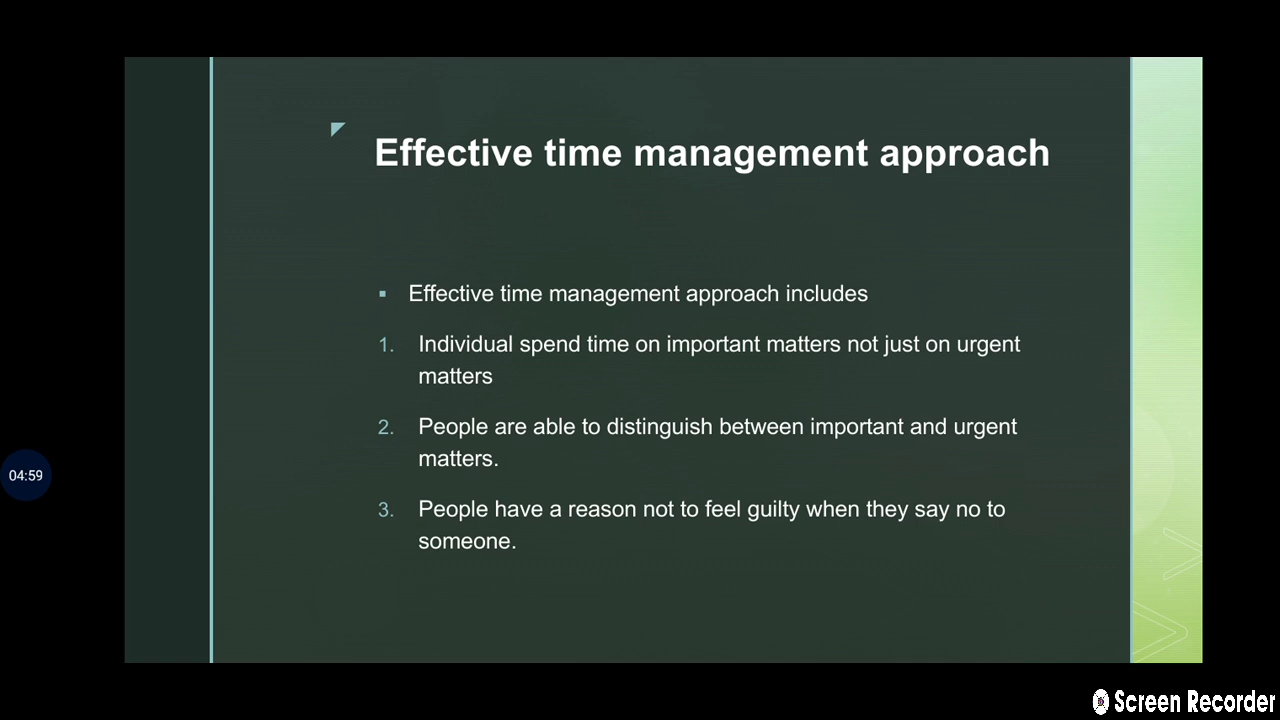 Effective time management approach
▪ Effective time management approach includes
1. Individual spend time on important matters not just on urgent
matters
2. People are able to distinguish between important and urgent
matters.
3. People have a reason not to feel guilty when they say no to
someone.
04:59
Screen Recorder